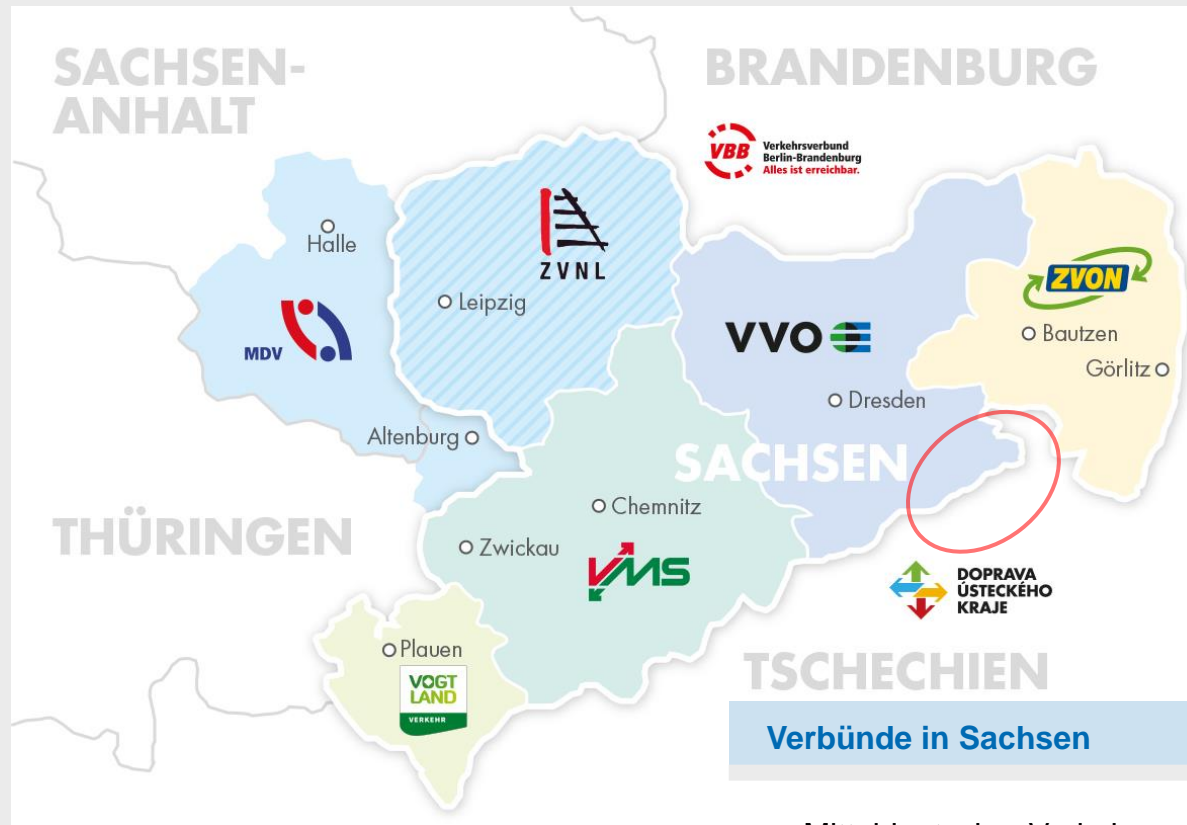 SACHSEN-
ANHALT
BRANDENBURG
VBB
Verkehrsverbund
Berlin-Brandenburg
Alles ist erreichbar.
Halle
ZVNL
ZVON
Leipzig
MDV
VVO
Bautzen
Görlitz
Dresden
Altenburg
SACHSEN
Chemnitz
THÜRINGEN
Zwickau
VMS
DOPRAVA
ÚSTECKÉHO
KRAJE
Plauen
VOGT
LAND
VERKEHR
TSCHECHIEN
Verbünde in Sachsen